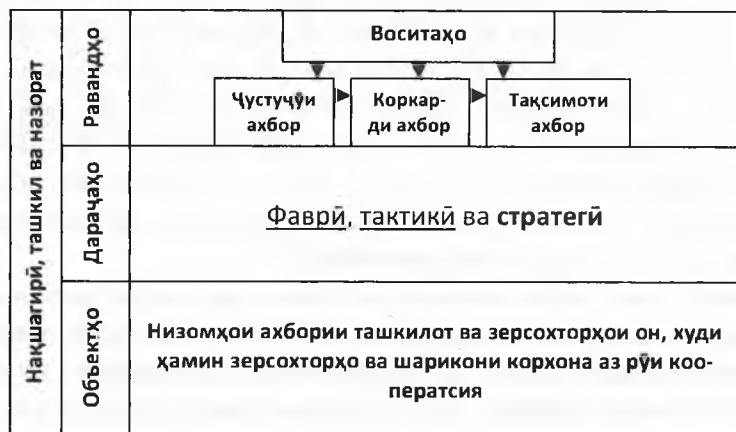 Нақшагирӣ, ташкил ва назорат
Равандҳо
Воситаҳо
Ҷустуҷӯи
ахбор
Коркар-
ди ахбор
Тақсимоти
ахбор
Дараҷаҳо
Фаврӣ, тактикӣ ва стратегӣ
Объектҳо
Низомҳои ахбории ташкилот ва зерсохторҳои он, худи
ҳамин зерсохторҳо ва шарикони корхона аз рӯи коо-
ператсия